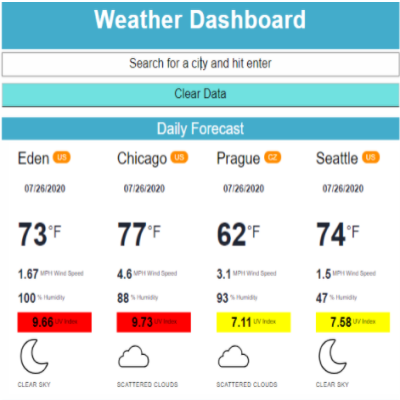 Weather Dashboard
Search for a city and hit enter
Clear Data
Daily Forecast
Eden US
07/26/2020
73°F
1.67 MPH Wind Speed
100 % Humidity
9.66 UV Index
CLEAR SKY
Chicago US
07/26/2020
77°F
4.6 MPH Wind Speed
88 % Humidity
9.73 UV Index
SCATTERED CLOUDS
Prague CZ
07/26/2020
62°F
3.1 MPH Wind Speed
93 % Humidity
7.11 UV Index
SCATTERED CLOUDS
Seattle US
07/26/2020
74°F
1.5 MPH Wind Speed
47 % Humidity
7.58 UV Index
CLEAR SKY